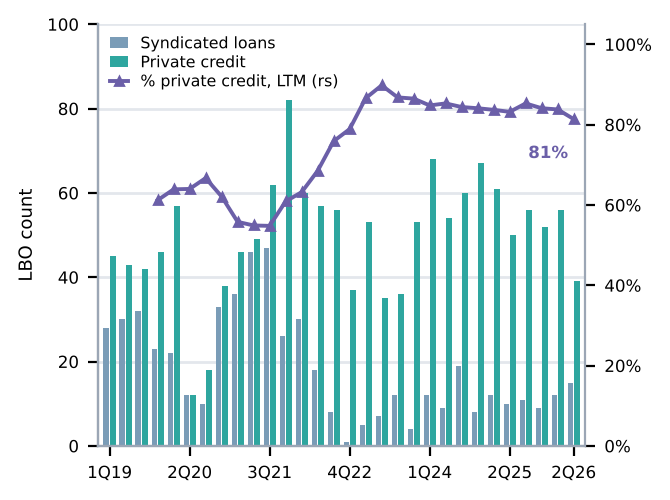 100
80
60
40
20
0
LBO count
Syndicated loans
Private credit
% private credit, LTM (rs)
81%
100%
80%
60%
40%
20%
0%
1Q19 2Q20 3Q21 4Q22 1Q24 2Q25 2Q26